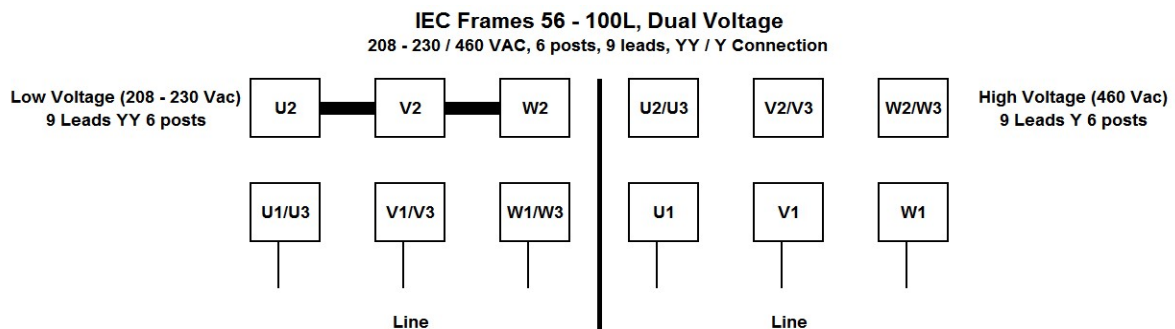 IEC Frames 56 - 100L, Dual Voltage
208 - 230 / 460 VAC, 6 posts, 9 leads, YY / Y Connection
Low Voltage (208 - 230 Vac)
9 Leads YY 6 posts
U2
V2
W2
U1/U3
V1/V3
W1/W3
Line
U2/U3
V2/V3
W2/W3
High Voltage (460 Vac)
9 Leads Y 6 posts
U1
V1
W1
Line